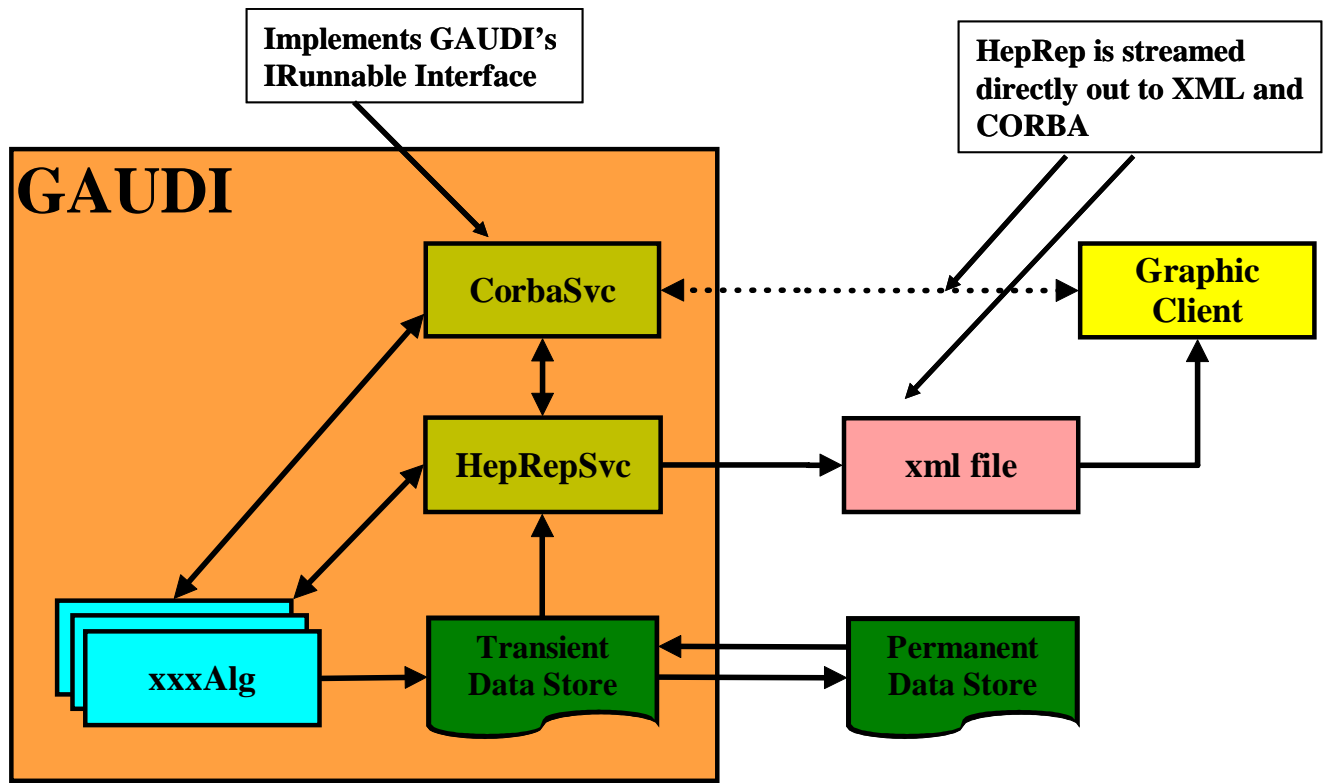 Implements GAUDI's
IRunnable Interface
HepRep is streamed
directly out to XML and
CORBA
GAUDI
CorbaSvc
Graphic
Client
HepRepSvc
xml file
xxxAlg
Transient
Data Store
Permanent
Data Store